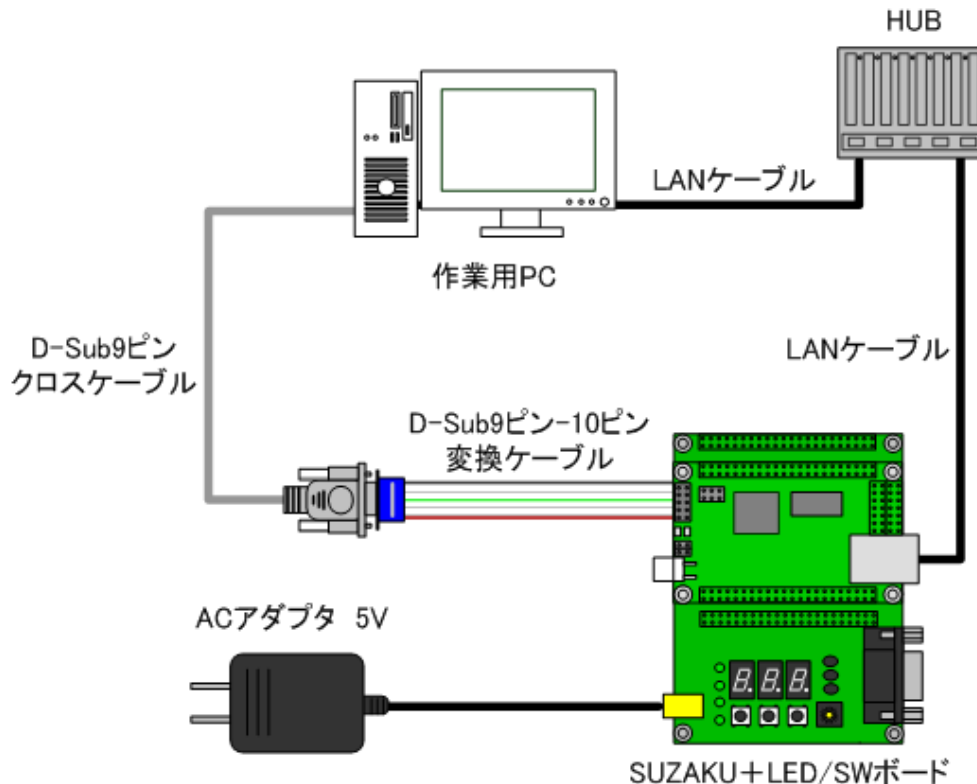 HUB
LANケーブル
作業用PC
D-Sub9ピン
クロスケーブル
LANケーブル
D-Sub9ピン-10ピン
変換ケーブル
ACアダプタ 5V
SUZAKU+LED/SWボード